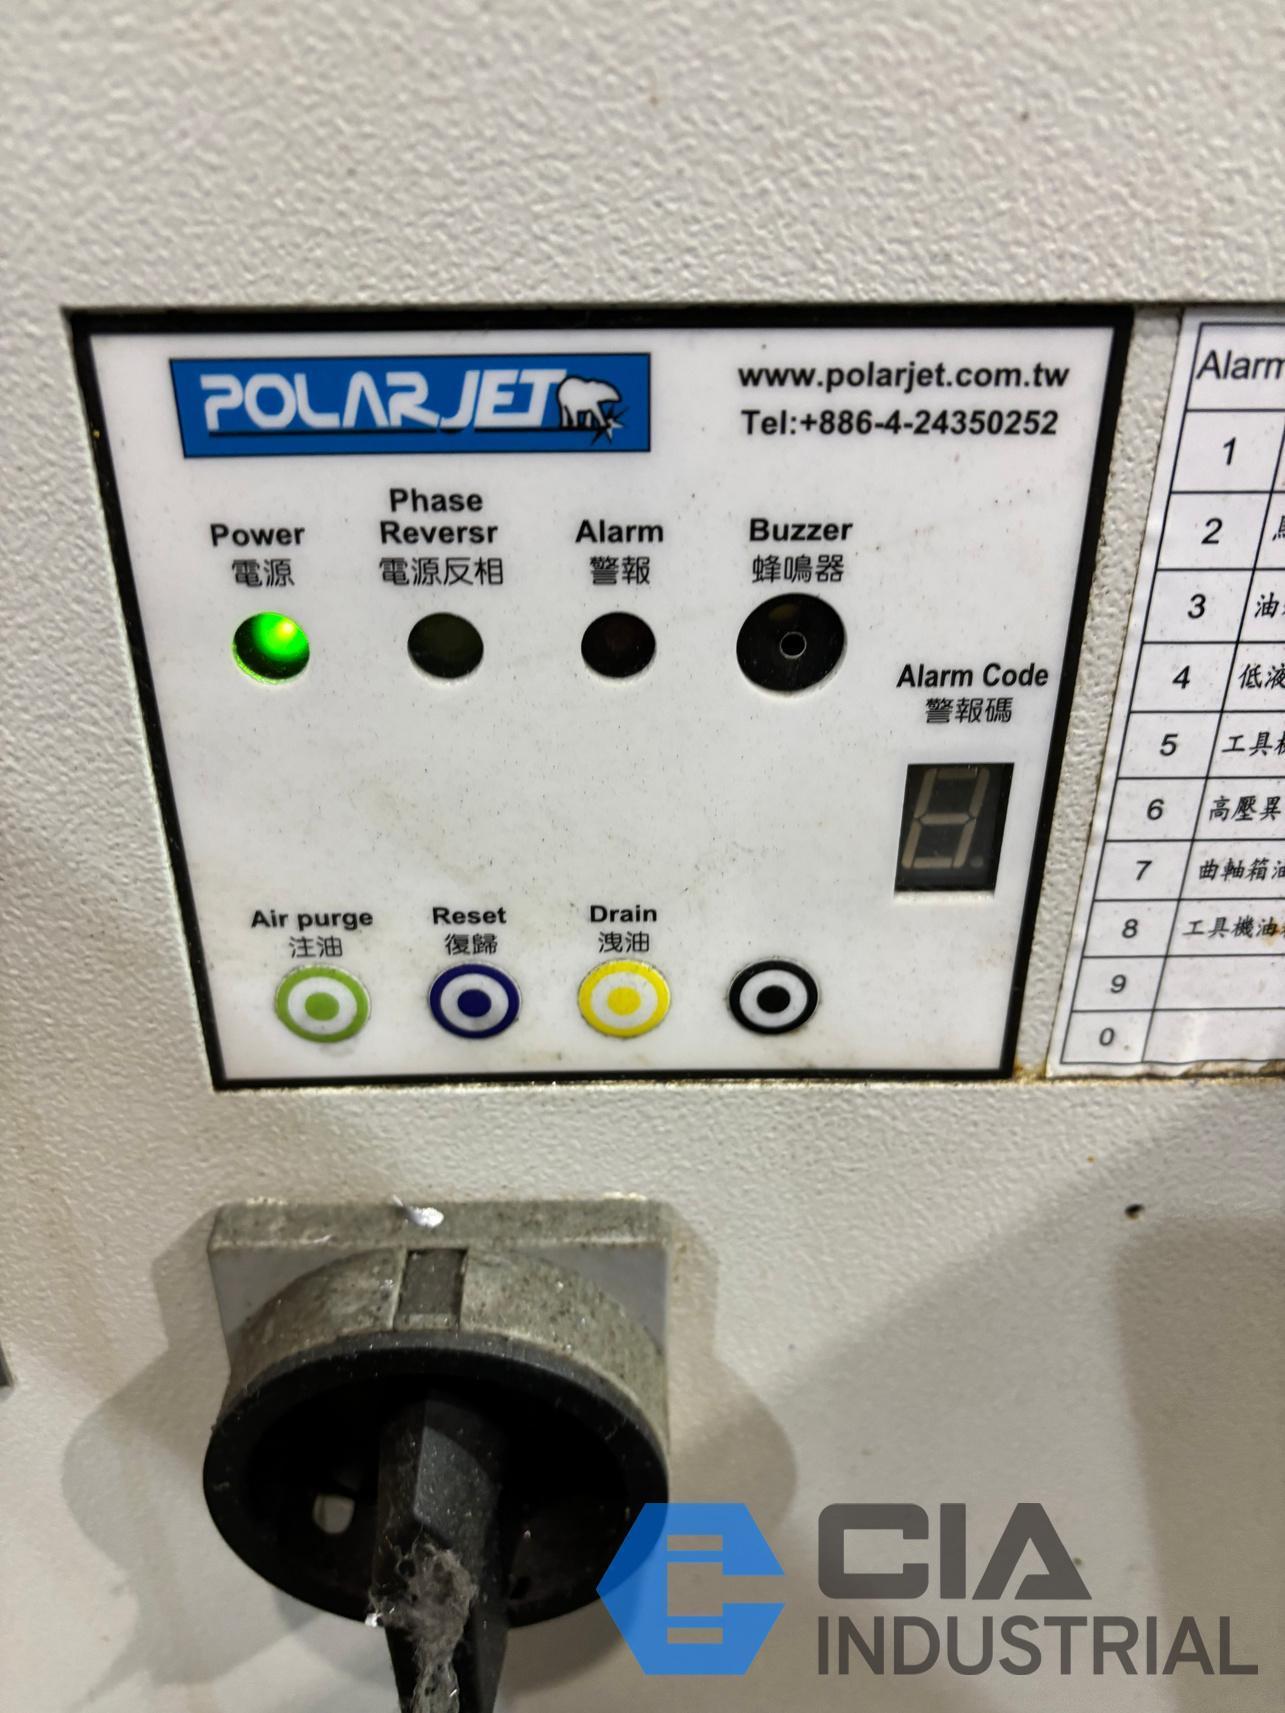 POLARJET
www.polarjet.com.tw
Tel:+886-4-24350252
Power
電源
Phase
Reversr
電源反相
Alarm
警報
Buzzer
蜂鳴器
Alarm Code
警報碼
Air purge
注油
Reset
復歸
Drain
洩油
Alarm
1
2
3 油
4 低液
5 工具機
6 高壓異
7 曲軸箱油
8 工具機油
9
0
CIA
INDUSTRIAL